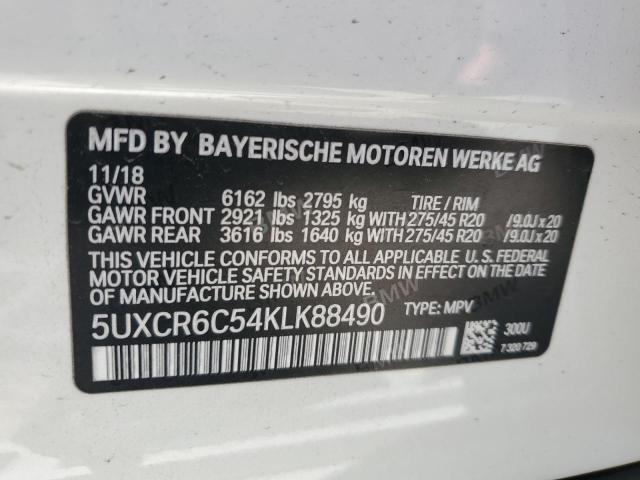 MFD BY BAYERISCHE MOTOREN WERKE AG
11/18
GVWR 6162 lbs 2795 kg TIRE / RIM
GAWR FRONT 2921 lbs 1325 kg WITH 275/45 R20 /9.0Jx20
GAWR REAR 3616 lbs 1640 kg WITH 275/45 R20 /9.0Jx20
THIS VEHICLE CONFORMS TO ALL APPLICABLE U.S. FEDERAL
MOTOR VEHICLE SAFETY STANDARDS IN EFFECT ON THE DATE
OF MANUFACTURE SHOWN ABOVE.
5UXCR6C54KLK88490 TYPE: MPV
300U
7 320 729